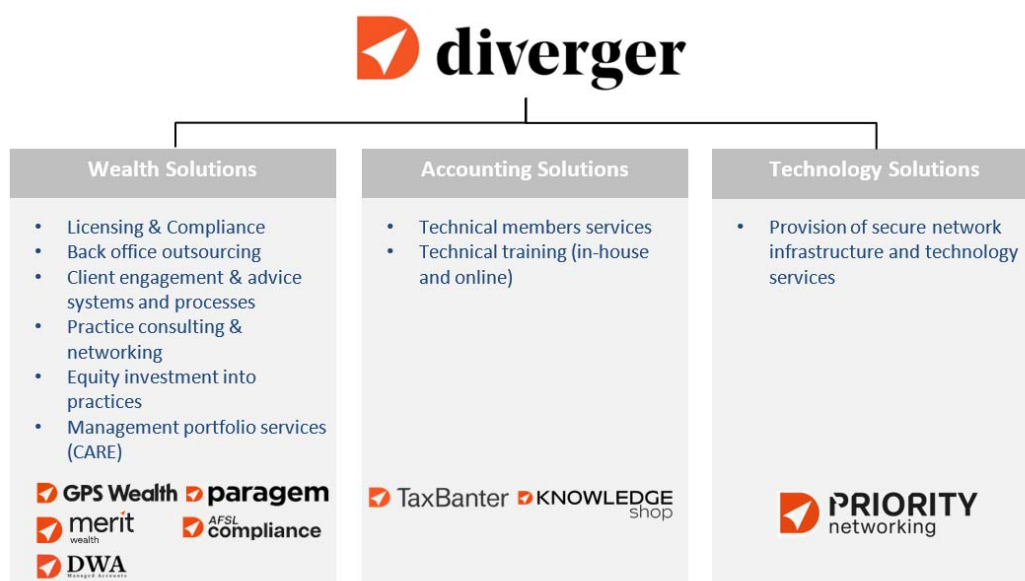 diverger
Wealth Solutions
• Licensing & Compliance
• Back office outsourcing
• Client engagement & advice
systems and processes
• Practice consulting &
networking
• Equity investment into
practices
• Management portfolio services
(CARE)
GPS Wealth paragem
merit
wealth
AFSL
compliance
DWA
Managed Accounts
Accounting Solutions
• Technical members services
• Technical training (in-house
and online)
TaxBanter KNOWLEDGE
shop
Technology Solutions
• Provision of secure network
infrastructure and technology
services
PRIORITY
networking